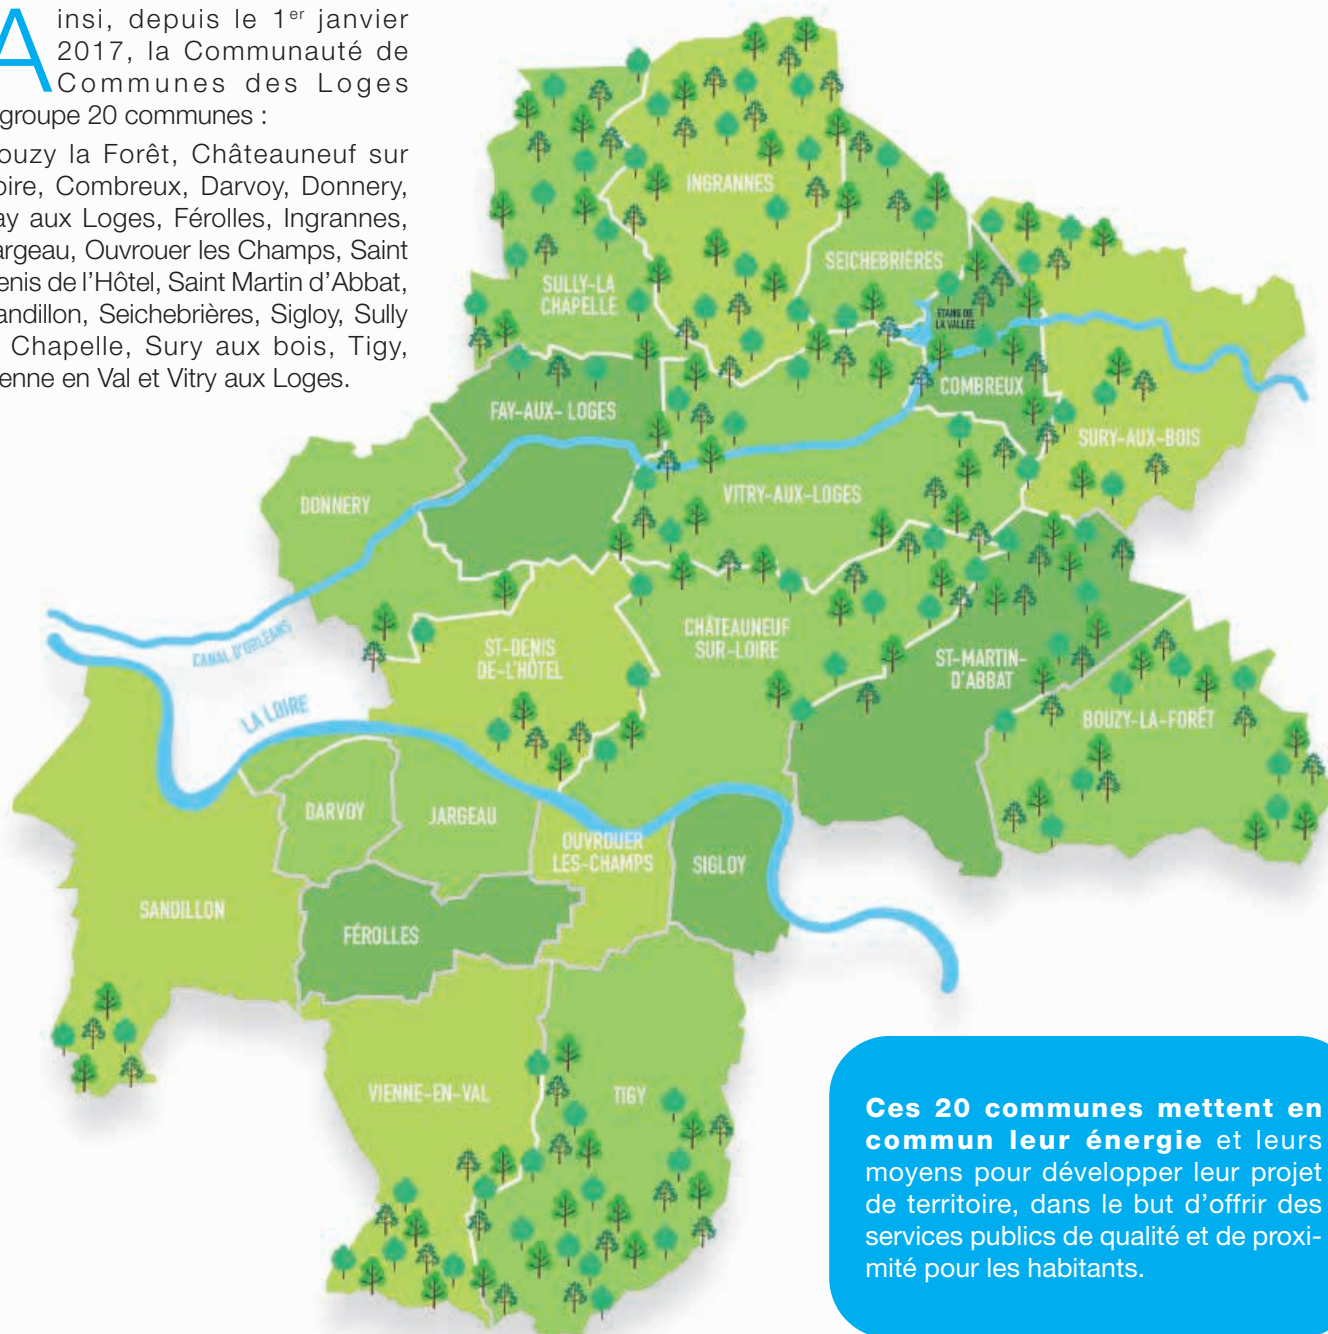 Ainsi, depuis le 1er janvier
2017, la Communauté de
Communes des Loges
groupe 20 communes :
ouzy la Forêt, Châteauneuf sur
oire, Combreux, Darvoy, Donnery,
ay aux Loges, Férolles, Ingrannes,
argeau, Ouvrouer les Champs, Saint
enis de l'Hôtel, Saint Martin d'Abbat,
andillon, Seichebrières, Sigloy, Sully
Chapelle, Sury aux bois, Tigy,
ienne en Val et Vitry aux Loges.
INGRANNES
SEICHEBRIÈRES
SULLY-LA
CHAPELLE
ÉTANG DE
LA VALLÉE
COMBREUX
FAY-AUX- LOGES
SURY-AUX-BOIS
VITRY-AUX-LOGES
DONNERY
CANAL D'ORLÉANS
ST-DENIS
DE-L'HÔTEL
CHÂTEAUNEUF
SUR-LOIRE
ST-MARTIN-
D'ABBAT
LA LOIRE
BOUZY-LA-FORÊT
DARVOY
JARGEAU
OUVROUER
LES-CHAMPS
SIGLOY
SANDILLON
FÉROLLES
VIENNE-EN-VAL
TIGY
Ces 20 communes mettent en
commun leur énergie et leurs
moyens pour développer leur projet
de territoire, dans le but d'offrir des
services publics de qualité et de proxi-
mité pour les habitants.